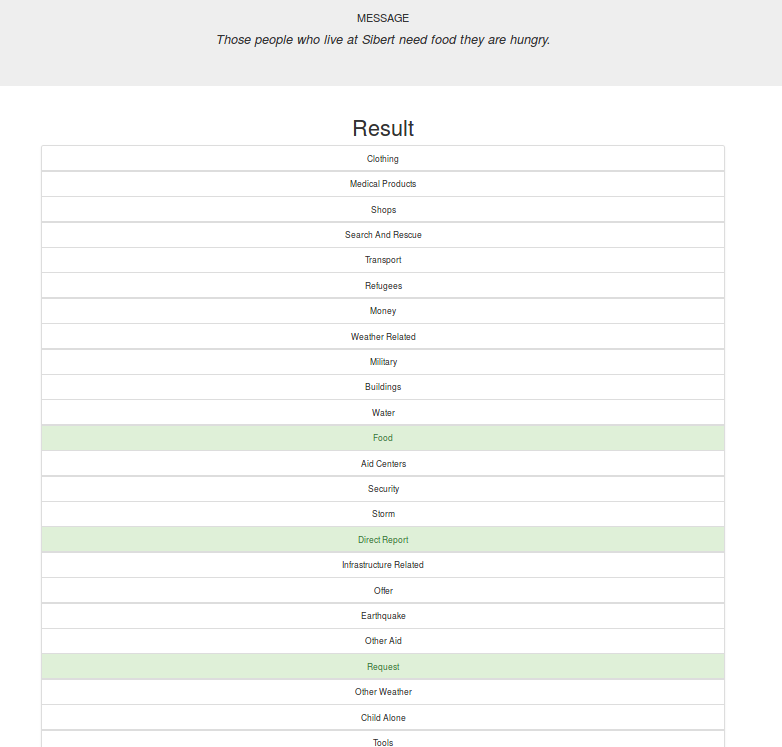 MESSAGE
Those people who live at Sibert need food they are hungry.
Result
Clothing
Medical Products
Shops
Search And Rescue
Transport
Refugees
Money
Weather Related
Military
Buildings
Water
Food
Aid Centers
Security
Storm
Direct Report
Infrastructure Related
Offer
Earthquake
Other Aid
Request
Other Weather
Child Alone
Tools